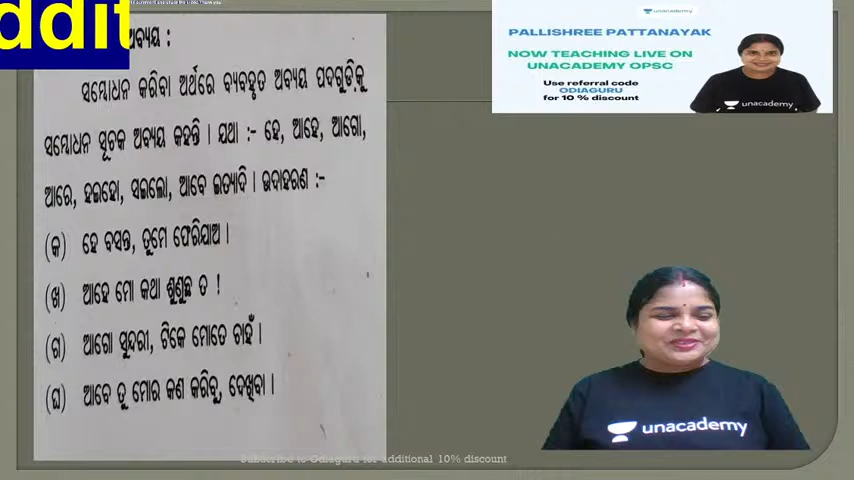 ddit
ଅବ୍ୟୟ :
ସମ୍ବୋଧନ କରିବା ଅର୍ଥରେ ବ୍ୟବହୃତ ଅବ୍ୟୟ ପଦଗୁଡ଼ିକୁ
ସମ୍ବୋଧନ ସୂଚକ ଅବ୍ୟୟ କହନ୍ତି । ଯଥା :- ହେ, ଆହେ, ଆଗୋ,
ଆରେ, ହଇହୋ, ସଇଲୋ, ଆବେ ଇତ୍ୟାଦି । ଉଦାହରଣ :-
(କ) ହେ ବସନ୍ତ, ତୁମେ ଫେରିଯାଅ ।
(ଖ) ଆହେ ମୋ କଥା ଶୁଣୁଛ ତ !
(ଗ) ଆଗୋ ସୁନ୍ଦରୀ, ଟିକେ ମୋତେ ଚାହଁ ।
(ଘ) ଆବେ ତୁ ମୋର କଣ କରିବୁ, ଦେଖିବା ।
unacademy
PALLISHREE PATTANAYAK
NOW TEACHING LIVE ON
UNACADEMY OPSC
Use referral code
ODIAGURU
for 10 % discount
unacademy
unacademy
Subscribe to Odiaguru for additional 10% discount